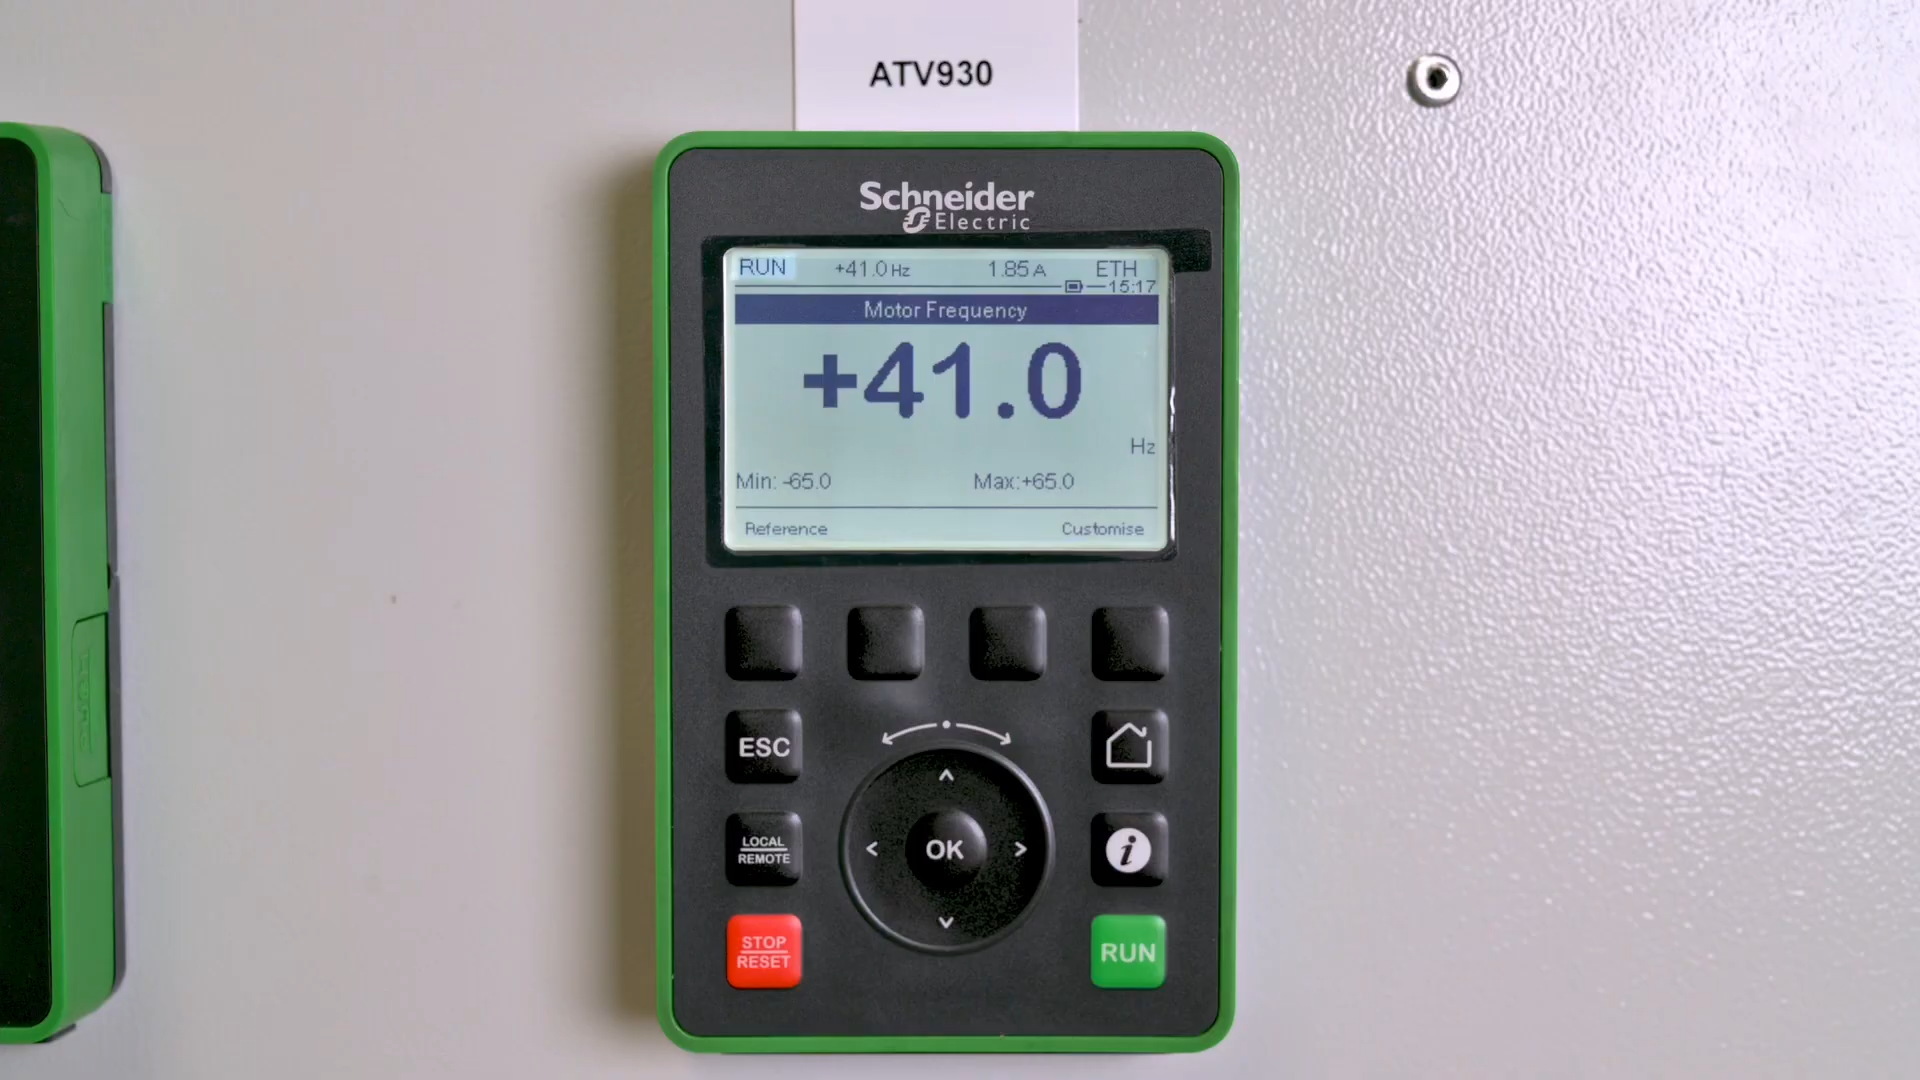 ATV930
Schneider
Electric
RUN +41.0 Hz 1.85 A ETH
15:17
Motor Frequency
+41.0
Hz
Min: -65.0 Max:+65.0
Reference Customise
ESC
LOCAL
REMOTE
OK
i
STOP
RESET
RUN